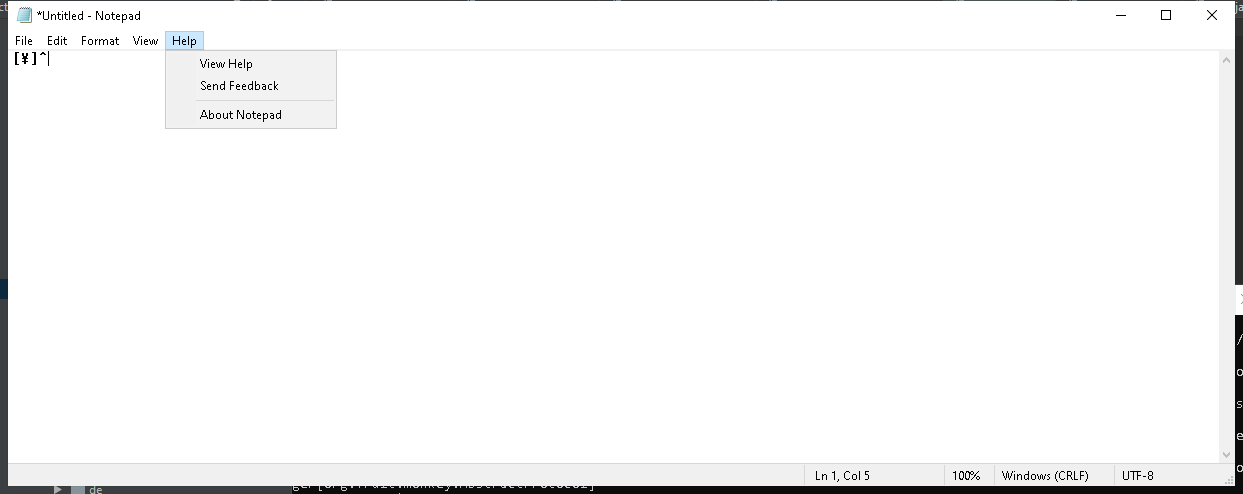 *Untitled - Notepad
File Edit Format View Help
[¥]^
View Help
Send Feedback
About Notepad
Ln 1, Col 5 100% Windows (CRLF) UTF-8
de